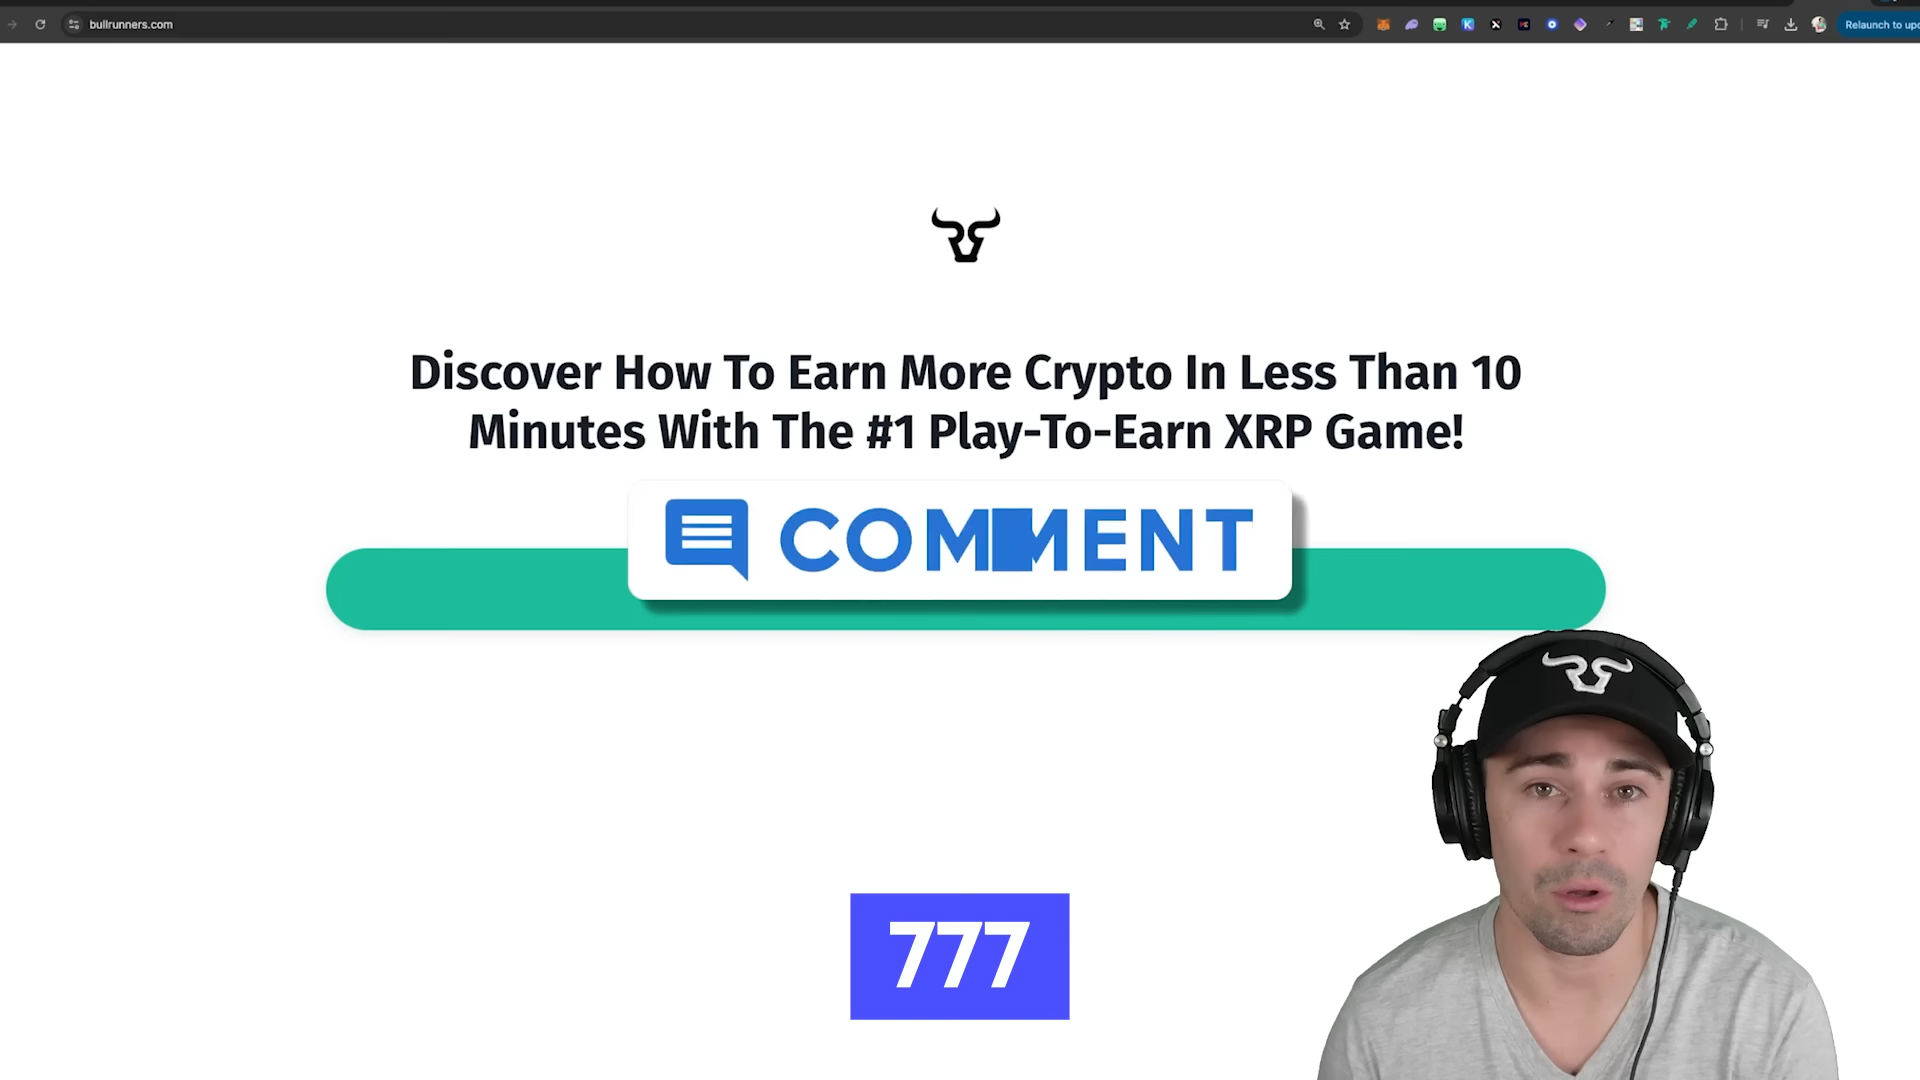 bullrunners.com
Relaunch to upd
Discover How To Earn More Crypto In Less Than 10
Minutes With The #1 Play-To-Earn XRP Game!
COMMENT
777